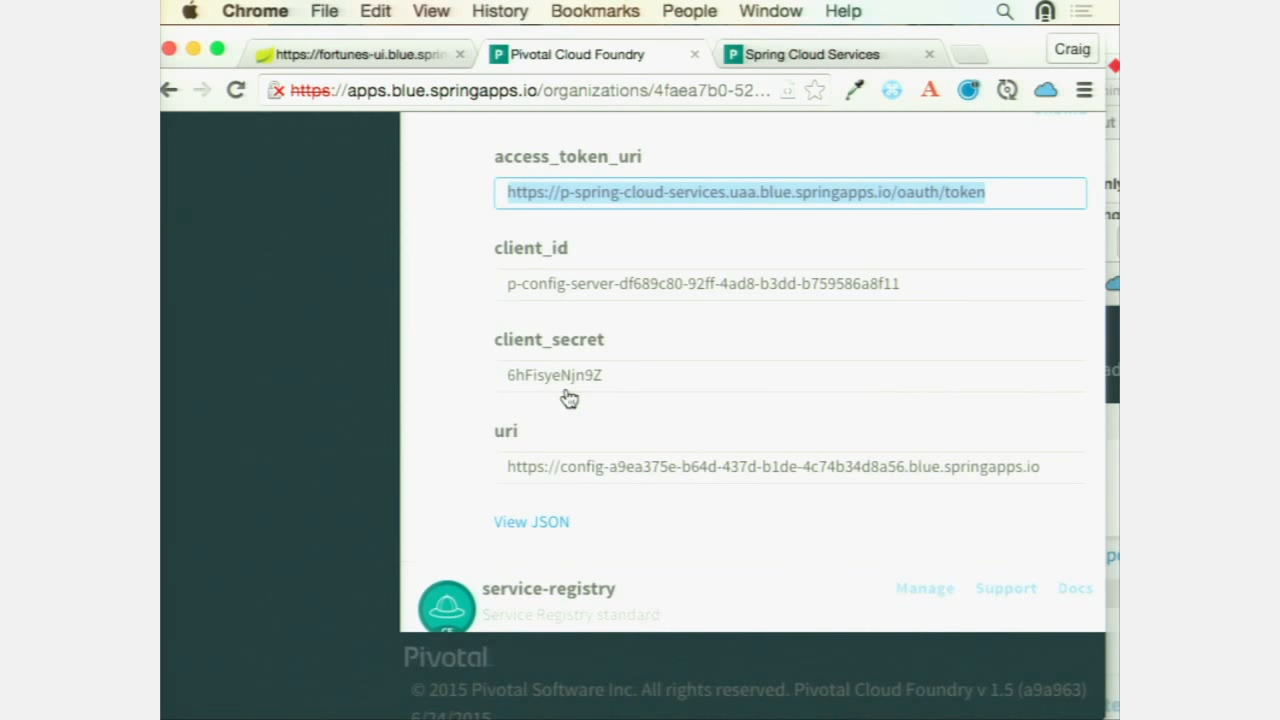 Chrome File Edit View History Bookmarks People Window Help
https://fortunes-ui.blue.sprin
Pivotal Cloud Foundry
Spring Cloud Services
Craig
https://apps.blue.springapps.io/organizations/4faea7b0-52...
access_token_uri
https://p-spring-cloud-services.uaa.blue.springapps.io/oauth/token
client_id
p-config-server-df689c80-92ff-4ad8-b3dd-b759586a8f11
client_secret
6hFisyeNjn9Z
uri
https://config-a9ea375e-b64d-437d-b1de-4c74b34d8a56.blue.springapps.io
View JSON
service-registry
Manage Support Docs
Service Registry standard
Pivotal
© 2015 Pivotal Software Inc. All rights reserved. Pivotal Cloud Foundry v 1.5 (a9a963)
6/24/2015